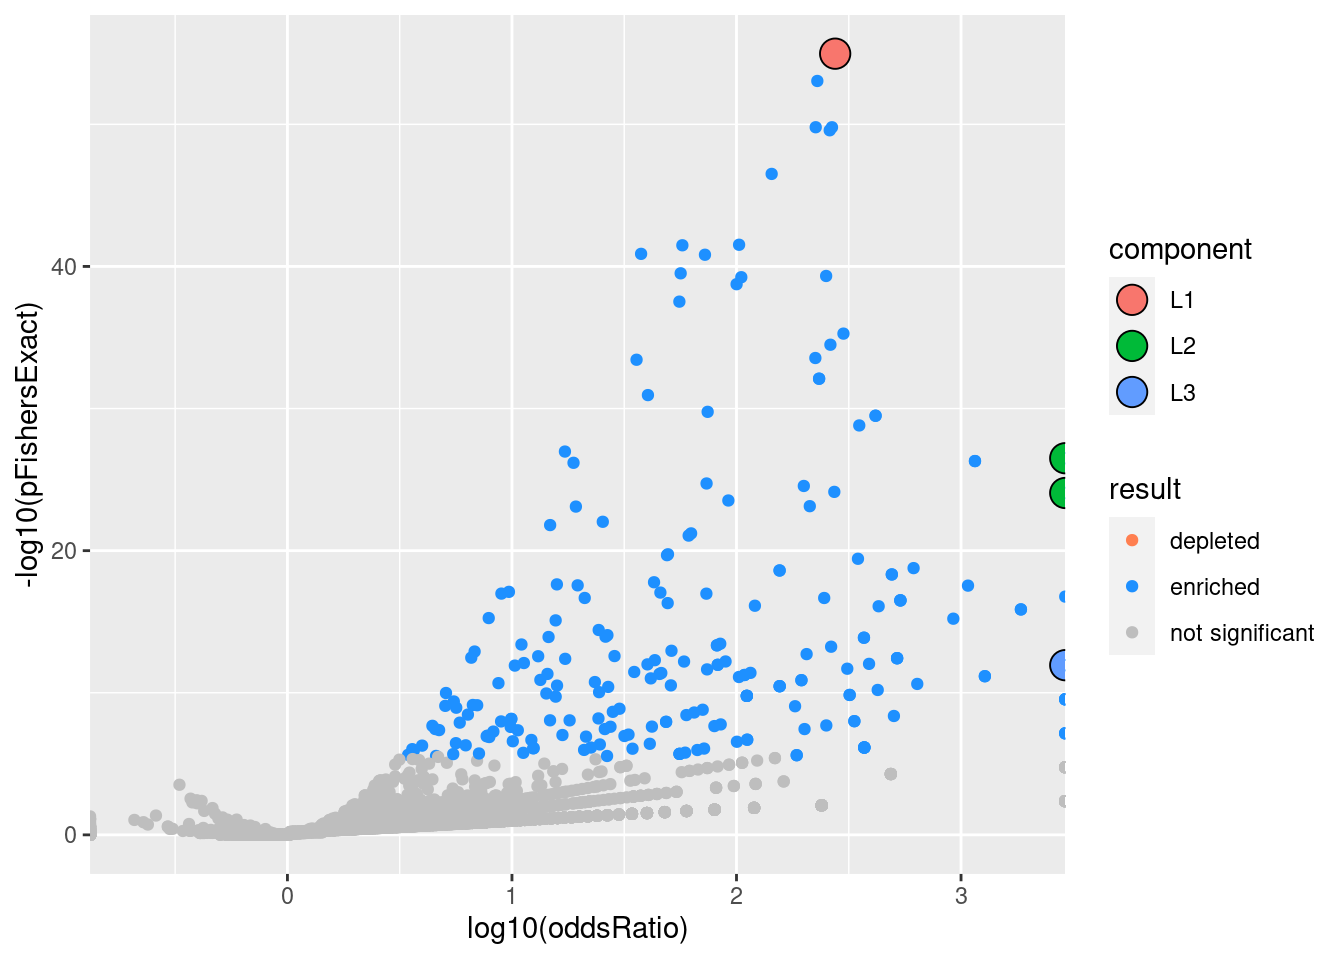 40
20
0
-log10(pFishersExact)
0
1
2
3
log10(oddsRatio)
component
L1
L2
L3
result
depleted
enriched
not significant